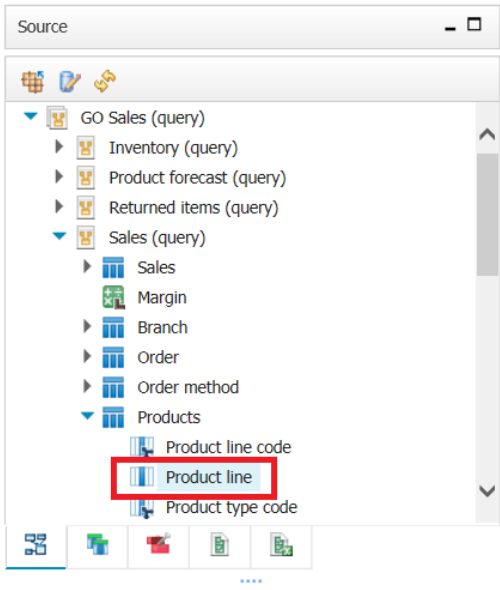 Source
GO Sales (query)
Inventory (query)
Product forecast (query)
Returned items (query)
Sales (query)
Sales
Margin
Branch
Order
Order method
Products
Product line code
Product line
Product type code